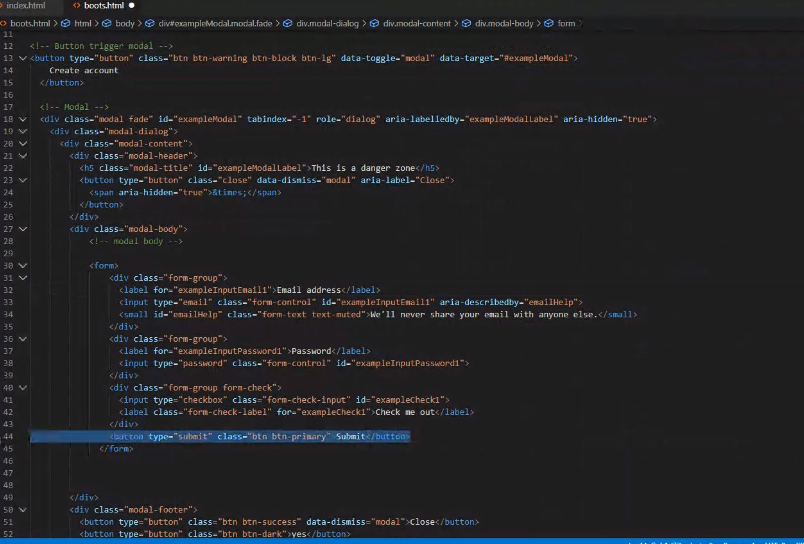 index.html boots.html
boots.html > html > body > div#exampleModal.modal.fade > div.modal-dialog > div.modal-content > div.modal-body > form
11
12 <!-- Button trigger modal -->
13 <button type="button" class="btn btn-warning btn-block btn-lg" data-toggle="modal" data-target="#exampleModal">
14 Create account
15 </button>
16
17 <!-- Modal -->
18 <div class="modal fade" id="exampleModal" tabindex="-1" role="dialog" aria-labelledby="exampleModalLabel" aria-hidden="true">
19 <div class="modal-dialog">
20 <div class="modal-content">
21 <div class="modal-header">
22 <h5 class="modal-title" id="exampleModalLabel">This is a danger zone</h5>
23 <button type="button" class="close" data-dismiss="modal" aria-label="Close">
24 <span aria-hidden="true">&times;</span>
25 </button>
26 </div>
27 <div class="modal-body">
28 <!-- modal body -->
29
30 <form>
31 <div class="form-group">
32 <label for="exampleInputEmail1">Email address</label>
33 <input type="email" class="form-control" id="exampleInputEmail1" aria-describedby="emailHelp">
34 <small id="emailHelp" class="form-text text-muted">We'll never share your email with anyone else.</small>
35 </div>
36 <div class="form-group">
37 <label for="exampleInputPassword1">Password</label>
38 <input type="password" class="form-control" id="exampleInputPassword1">
39 </div>
40 <div class="form-group form-check">
41 <input type="checkbox" class="form-check-input" id="exampleCheck1">
42 <label class="form-check-label" for="exampleCheck1">Check me out</label>
43 </div>
44 <button type="submit" class="btn btn-primary">Submit</button>
45 </form>
46
47
48
49 </div>
50 <div class="modal-footer">
51 <button type="button" class="btn btn-success" data-dismiss="modal">Close</button>
52 <button type="button" class="btn btn-dark">yes</button>